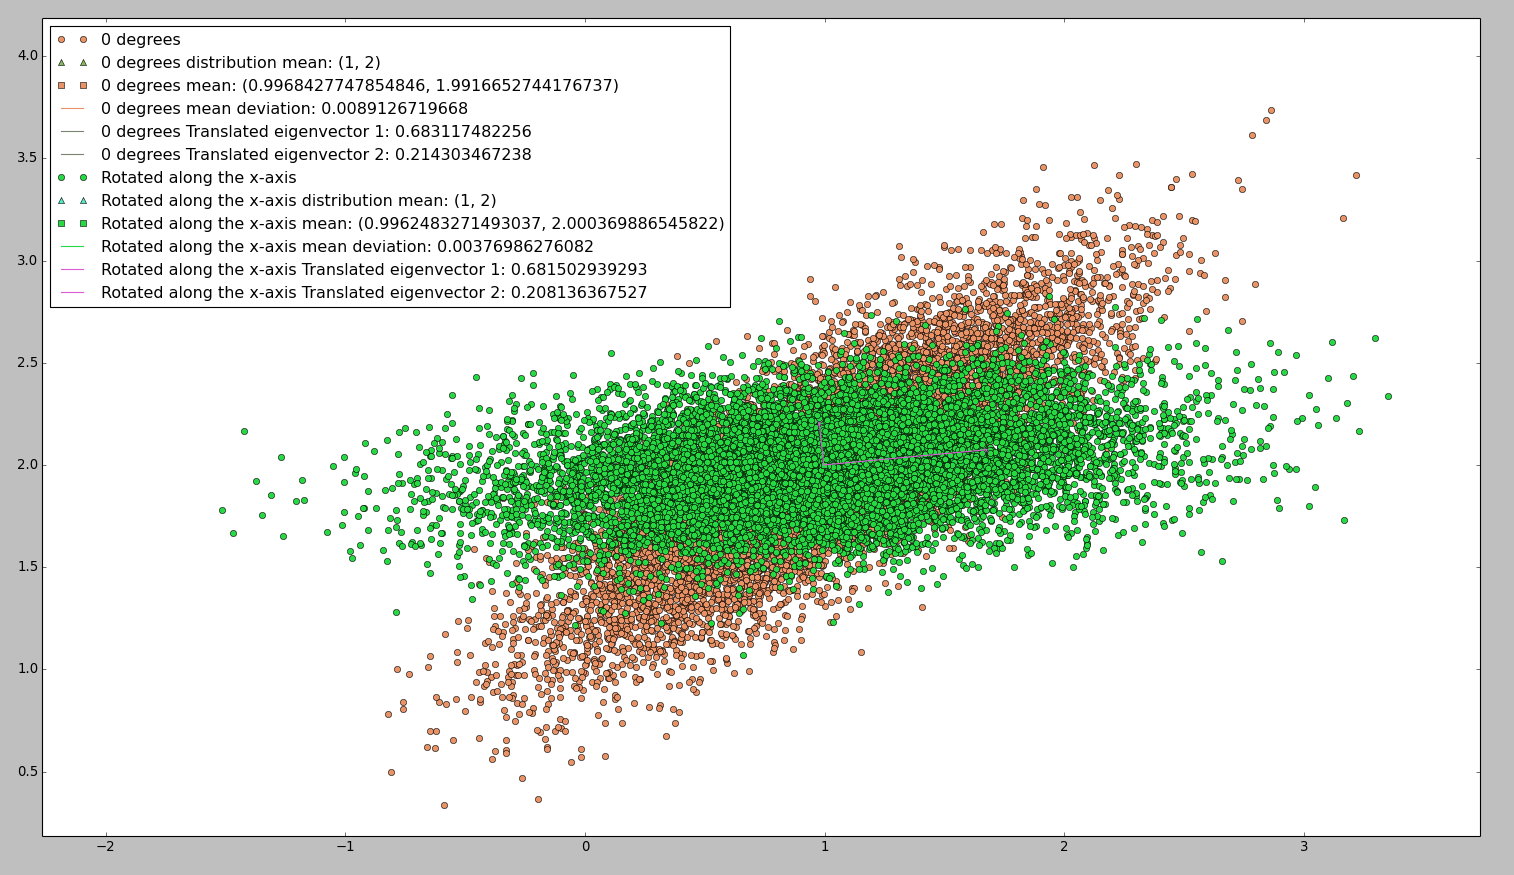 0 degrees
0 degrees distribution mean: (1, 2)
0 degrees mean: (0.9968427747854846, 1.9916652744176737)
0 degrees mean deviation: 0.0089126719668
0 degrees Translated eigenvector 1: 0.683117482256
0 degrees Translated eigenvector 2: 0.214303467238
Rotated along the x-axis
Rotated along the x-axis distribution mean: (1, 2)
Rotated along the x-axis mean: (0.9962483271493037, 2.000369886545822)
Rotated along the x-axis mean deviation: 0.00376986276082
Rotated along the x-axis Translated eigenvector 1: 0.681502939293
Rotated along the x-axis Translated eigenvector 2: 0.208136367527
4.0
3.5
3.0
2.5
2.0
1.5
1.0
0.5
−2 −1 0 1 2 3